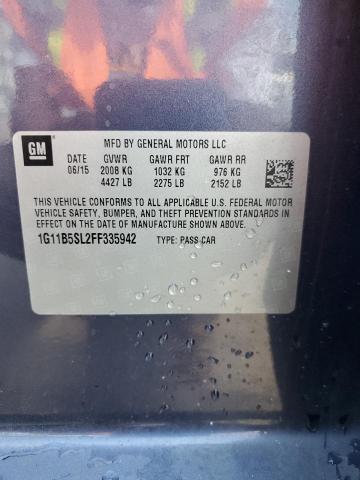 GM
MFD BY GENERAL MOTORS LLC
DATE GVWR GAWR FRT GAWR RR
06/15 2008 KG 1032 KG 976 KG
4427 LB 2275 LB 2152 LB
THIS VEHICLE CONFORMS TO ALL APPLICABLE U.S. FEDERAL MOTOR
VEHICLE SAFETY, BUMPER, AND THEFT PREVENTION STANDARDS IN
EFFECT ON THE DATE OF MANUFACTURE SHOWN ABOVE.
1G11B5SL2FF335942 TYPE: PASS CAR